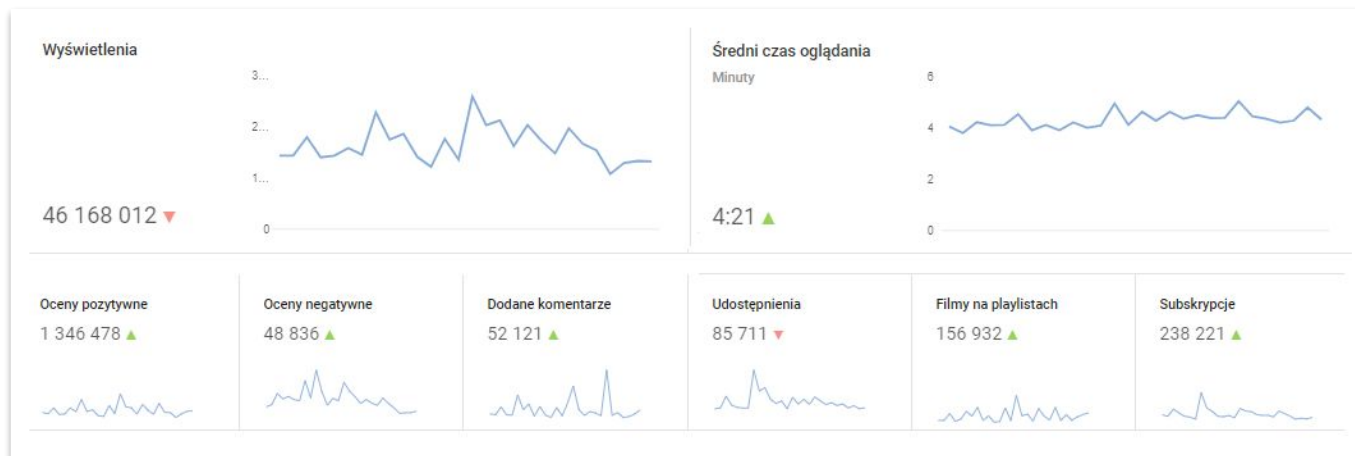 Wyświetlenia
3...
2...
1...
0
46 168 012
Średni czas oglądania
Minuty
6
4
2
0
4:21
Oceny pozytywne
1 346 478
Oceny negatywne
48 836
Dodane komentarze
52 121
Udostępnienia
85 711
Filmy na playlistach
156 932
Subskrypcje
238 221